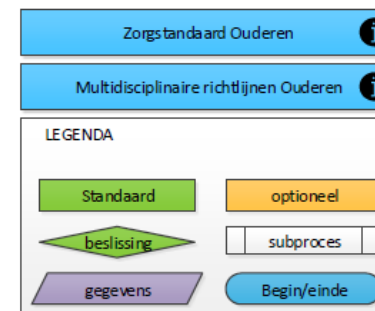 Zorgstandaard Ouderen
Multidisciplinaire richtlijnen Ouderen
LEGENDA
Standaard
optioneel
beslissing
subproces
gegevens
Begin/einde